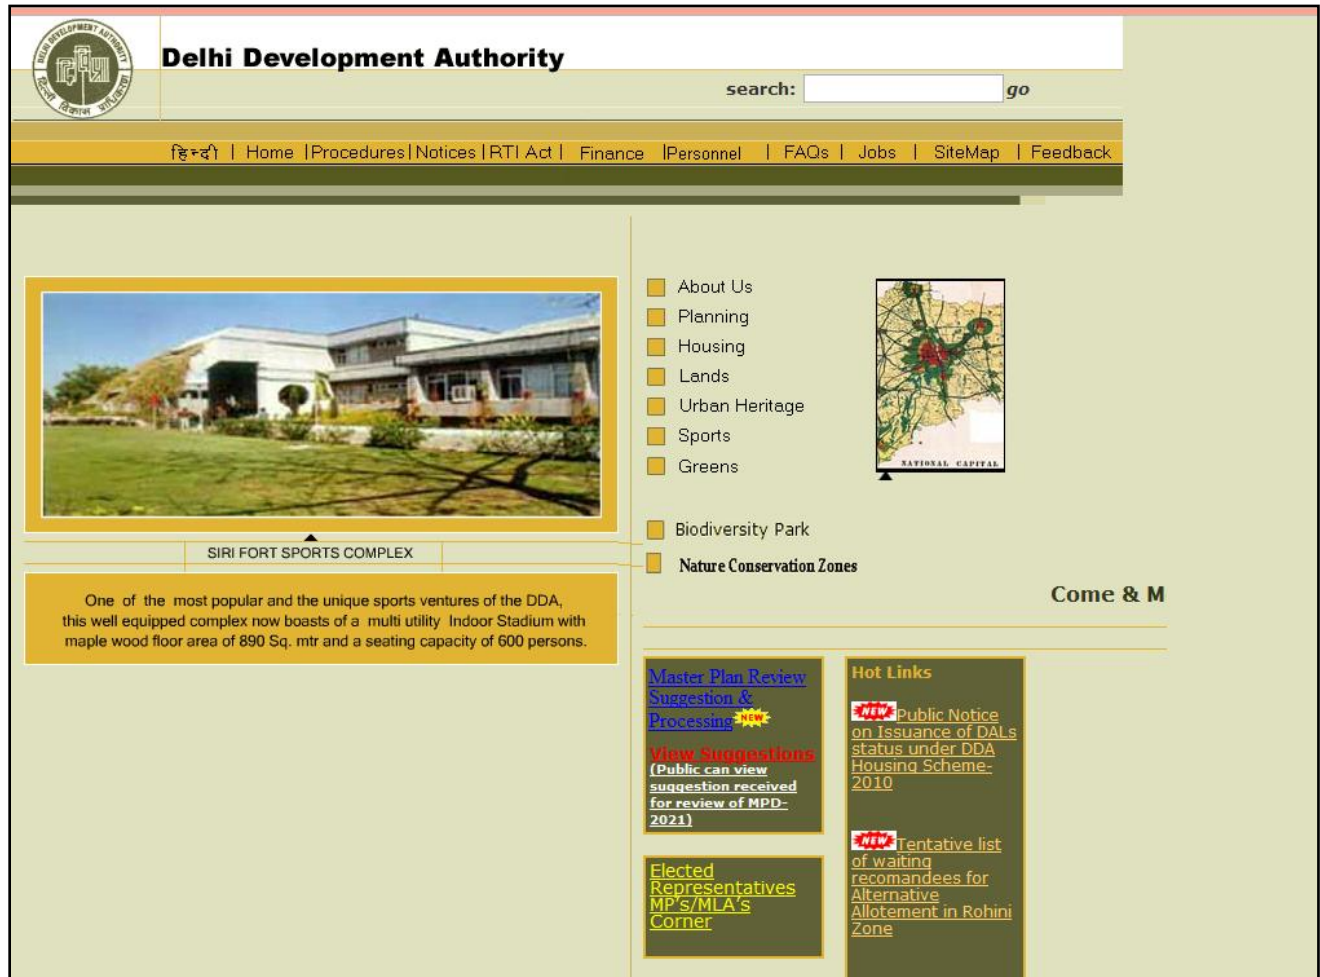 DELHI DEVELOPMENT AUTHORITY
दिल्ली विकास प्राधिकरण
Delhi Development Authority
search: go
हिन्दी | Home |Procedures|Notices|RTI Act| Finance |Personnel | FAQs | Jobs | SiteMap | Feedback
About Us
Planning
Housing
Lands
Urban Heritage
Sports
Greens
NATIONAL CAPITAL
Biodiversity Park
Nature Conservation Zones
SIRI FORT SPORTS COMPLEX
One of the most popular and the unique sports ventures of the DDA,
this well equipped complex now boasts of a multi utility Indoor Stadium with
maple wood floor area of 890 Sq. mtr and a seating capacity of 600 persons.
Come & M
Master Plan Review
Suggestion &
Processing NEW
View Suggestions
(Public can view
suggestion received
for review of MPD-
2021)
Elected
Representatives
MP's/MLA's
Corner
Hot Links
NEW Public Notice
on Issuance of DALs
status under DDA
Housing Scheme-
2010
NEW Tentative list
of waiting
recomandees for
Alternative
Allotement in Rohini
Zone